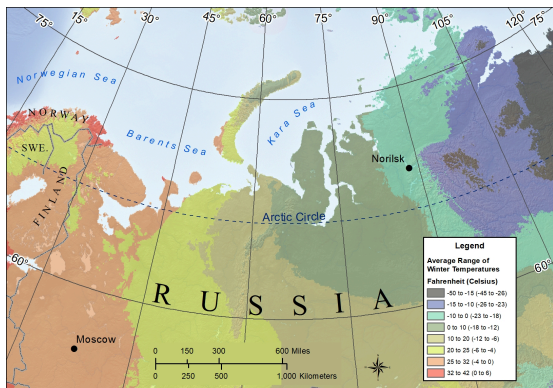 75° 15° 30° 45° 60° 75° 90° 105° 120° 75°
Norwegian Sea
NORWAY
SWE.
FINLAND
Barents Sea
Kara Sea
Norilsk
Arctic Circle
60°
60°
RUSSIA
Moscow
0 150 300 600 Miles
0 250 500 1,000 Kilometers
Legend
Average Range of
Winter Temperatures
Fahrenheit (Celsius)
-50 to -15 (-45 to -26)
-15 to -10 (-26 to -23)
-10 to 0 (-23 to -18)
0 to 10 (-18 to -12)
10 to 20 (-12 to -6)
20 to 25 (-6 to -4)
25 to 32 (-4 to 0)
32 to 42 (0 to 6)